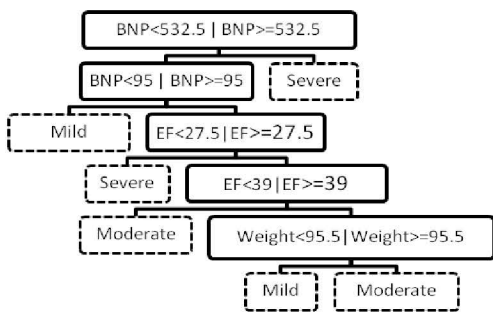 BNP<532.5 | BNP>=532.5
BNP<95 | BNP>=95
Severe
Mild
EF<27.5|EF>=27.5
Severe
EF<39|EF>=39
Moderate
Weight<95.5|Weight>=95.5
Mild
Moderate